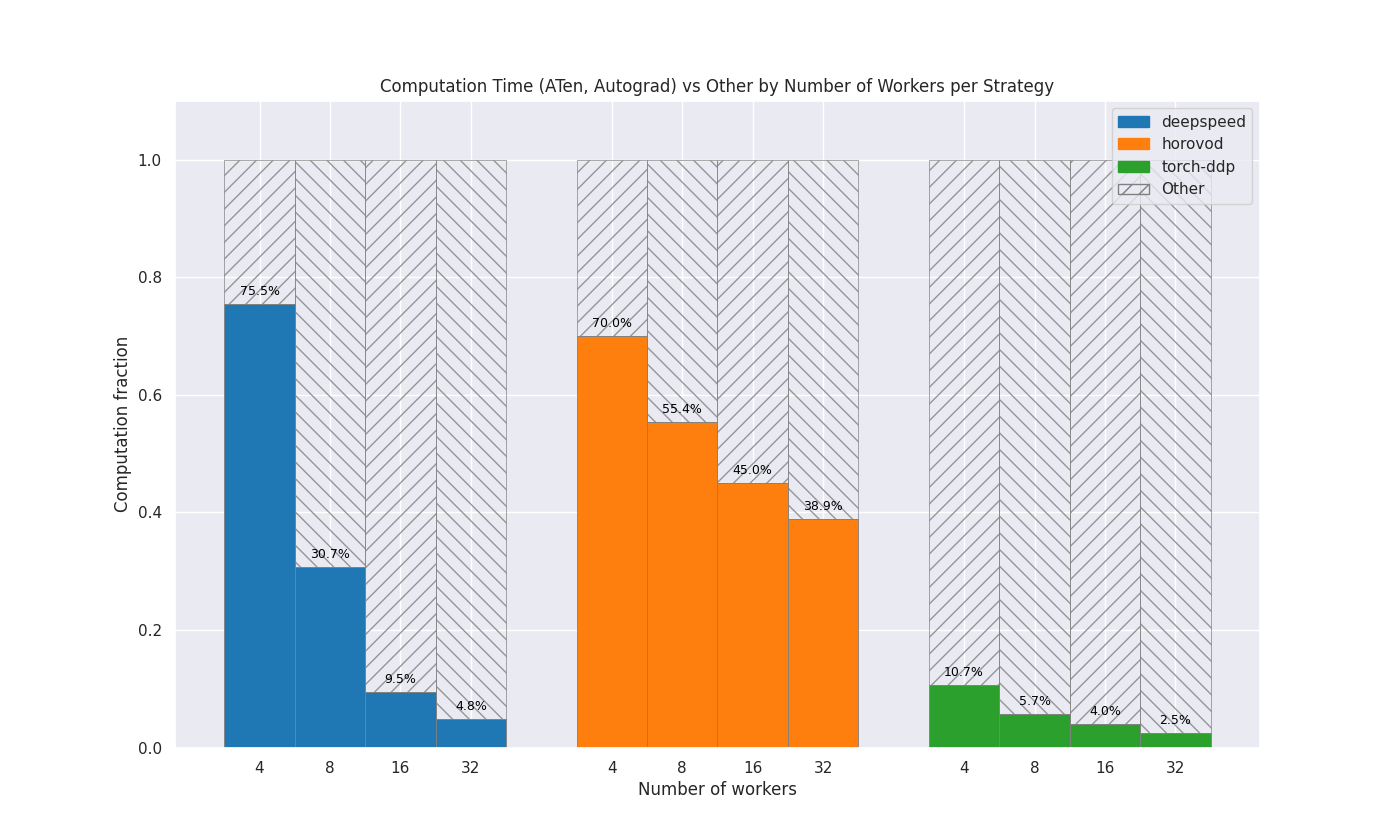 Computation Time (ATen, Autograd) vs Other by Number of Workers per Strategy
deepspeed
horovod
torch-ddp
Other
Computation fraction
1.0
0.8
0.6
0.4
0.2
0.0
75.5%
30.7%
9.5%
4.8%
70.0%
55.4%
45.0%
38.9%
10.7%
5.7%
4.0%
2.5%
4 8 16 32 4 8 16 32 4 8 16 32
Number of workers